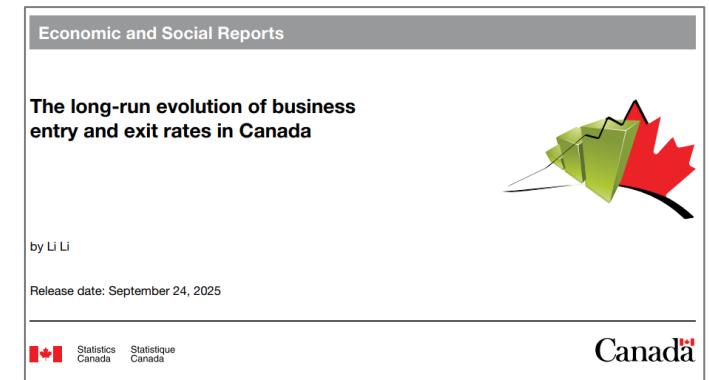 Economic and Social Reports
The long-run evolution of business
entry and exit rates in Canada
by Li Li
Release date: September 24, 2025
Statistics Statistique
Canada Canada
Canada